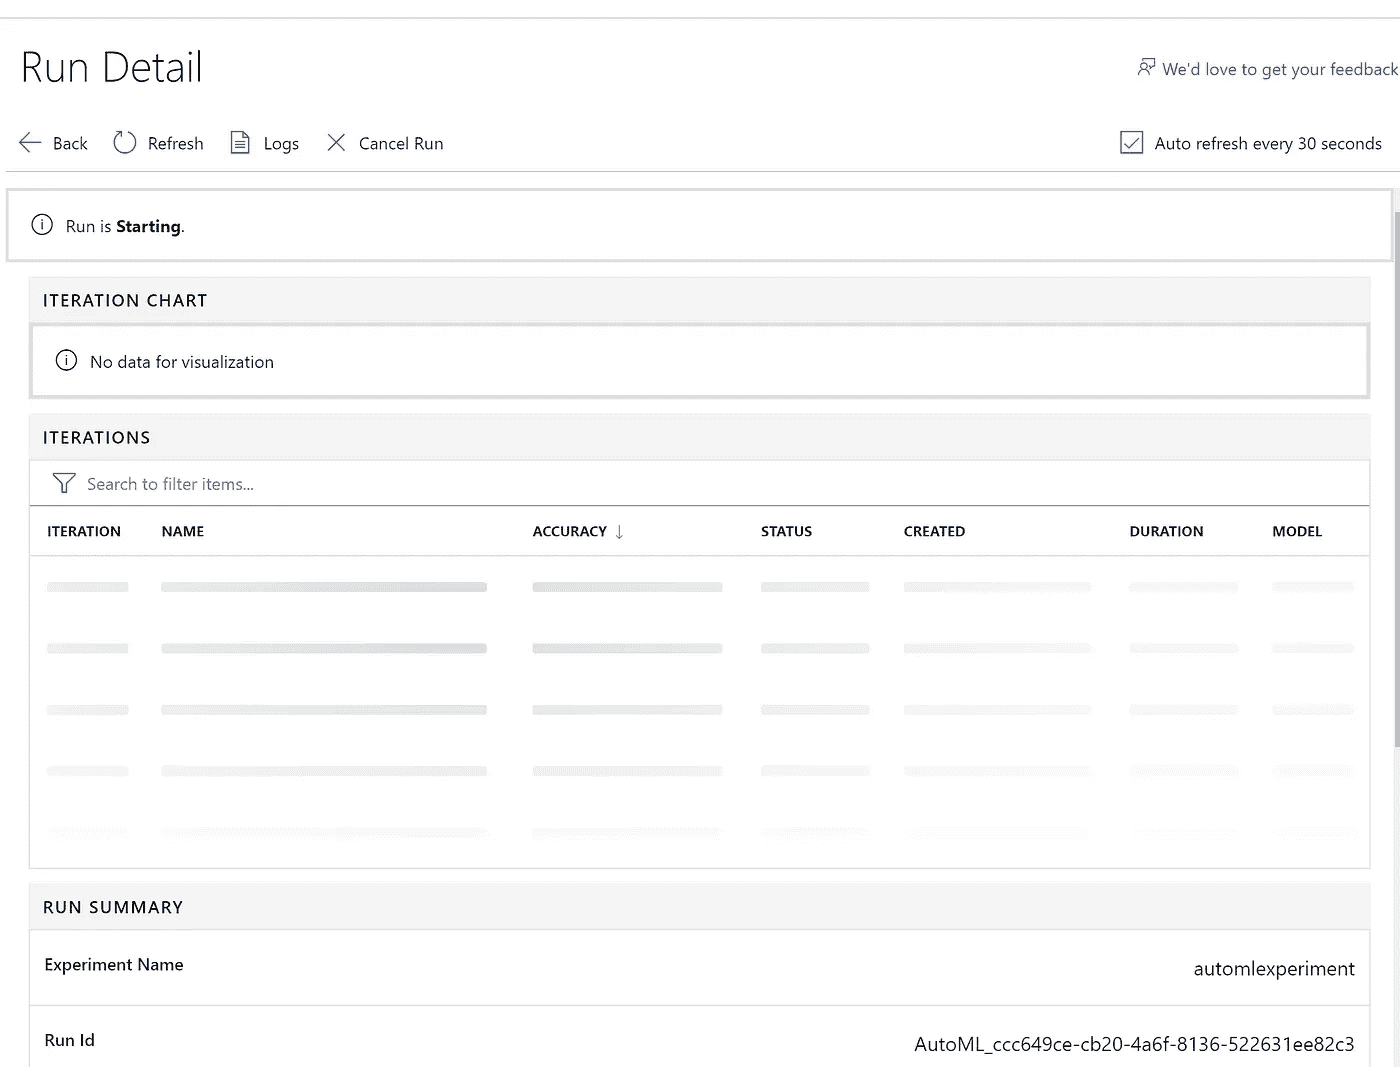 Run Detail
We'd love to get your feedback
Back Refresh Logs Cancel Run Auto refresh every 30 seconds
Run is Starting.
ITERATION CHART
No data for visualization
ITERATIONS
Search to filter items...
ITERATION NAME ACCURACY ↓ STATUS CREATED DURATION MODEL
RUN SUMMARY
Experiment Name automlexperiment
Run Id AutoML_ccc649ce-cb20-4a6f-8136-522631ee82c3